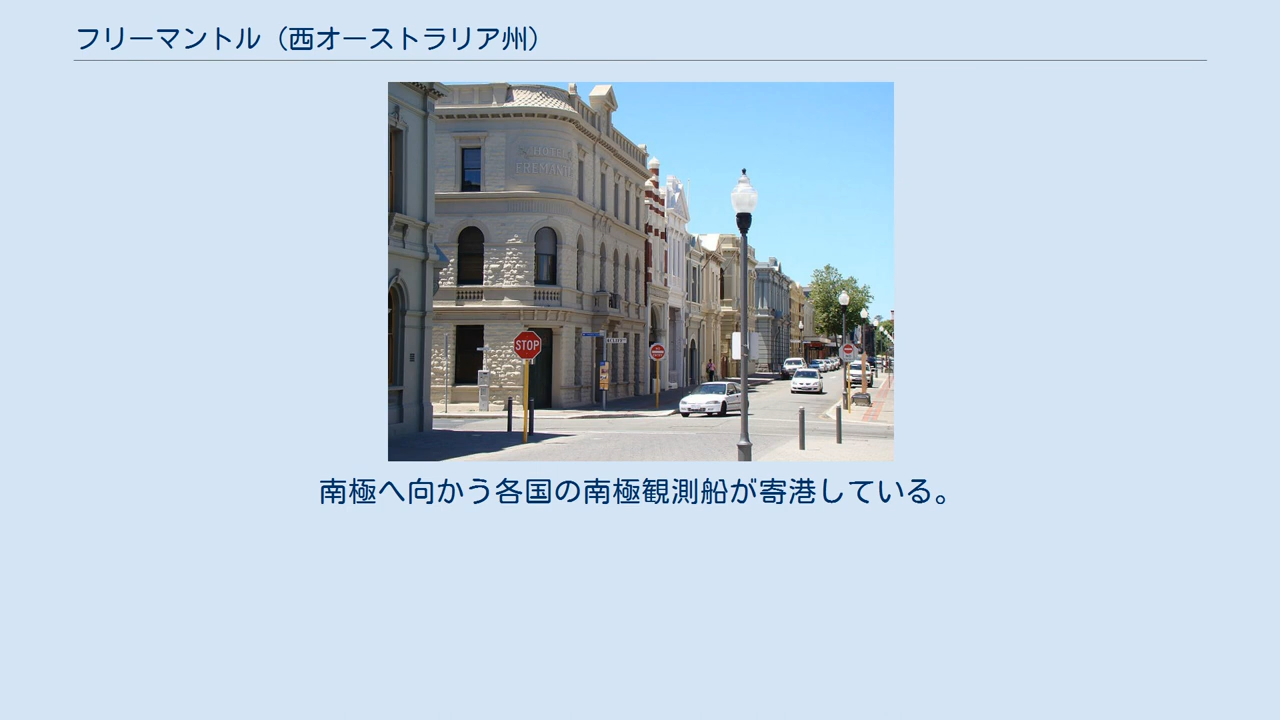 フリーマントル（西オーストラリア州）
HOTEL
FREMANTLE
STOP
南極へ向かう各国の南極観測船が寄港している。